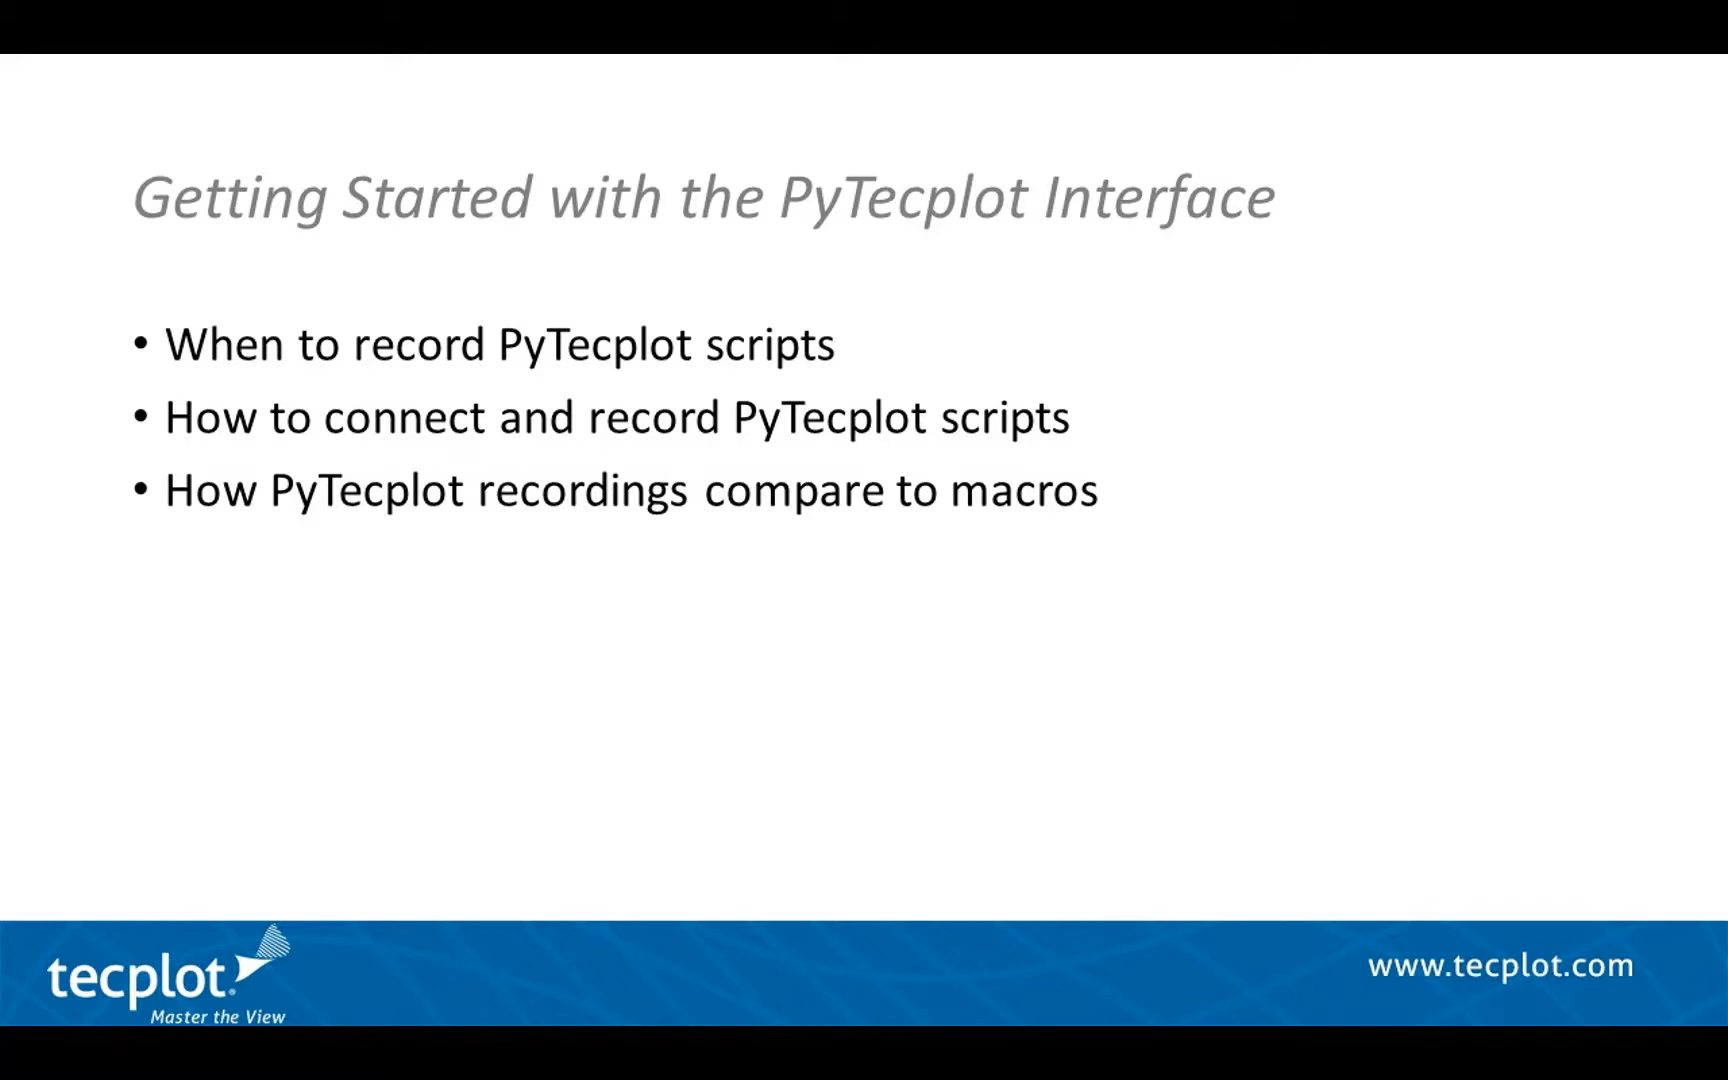 Getting Started with the PyTecplot Interface
• When to record PyTecplot scripts
• How to connect and record PyTecplot scripts
• How PyTecplot recordings compare to macros
tecplot®
Master the View
www.tecplot.com